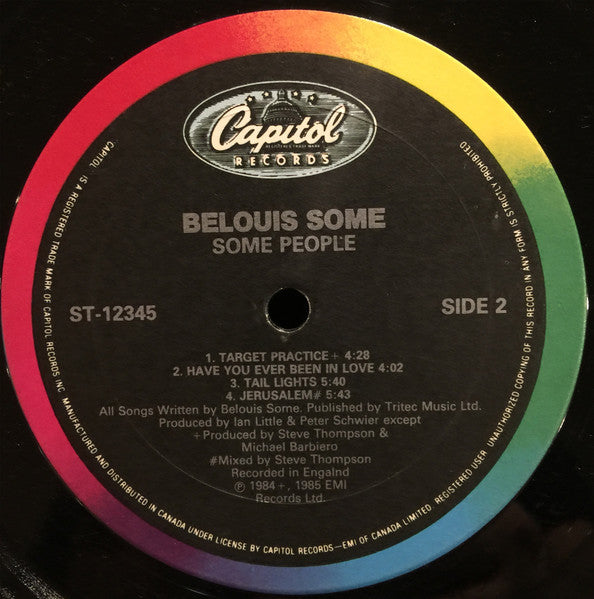 Capitol
REGISTERED TRADE MARK
RECORDS
BELOUIS SOME
SOME PEOPLE
ST-12345
SIDE 2
1. TARGET PRACTICE+ 4:28
2. HAVE YOU EVER BEEN IN LOVE 4:02
3. TAIL LIGHTS 5:40
4. JERUSALEM# 5:43
All Songs Written by Belouis Some. Published by Tritec Music Ltd.
Produced by Ian Little & Peter Schwier except
+Produced by Steve Thompson &
Michael Barbiero
#Mixed by Steve Thompson
Recorded in Engalnd
℗ 1984+, 1985 EMI
Records Ltd.
CAPITOL IS A REGISTERED TRADE MARK OF CAPITOL RECORDS INC. MANUFACTURED AND DISTRIBUTED IN CANADA UNDER LICENSE BY CAPITOL RECORDS—EMI OF CANADA LIMITED. REGISTERED USER. UNAUTHORIZED COPYING OF THIS RECORD IN ANY FORM IS STRICTLY PROHIBITED